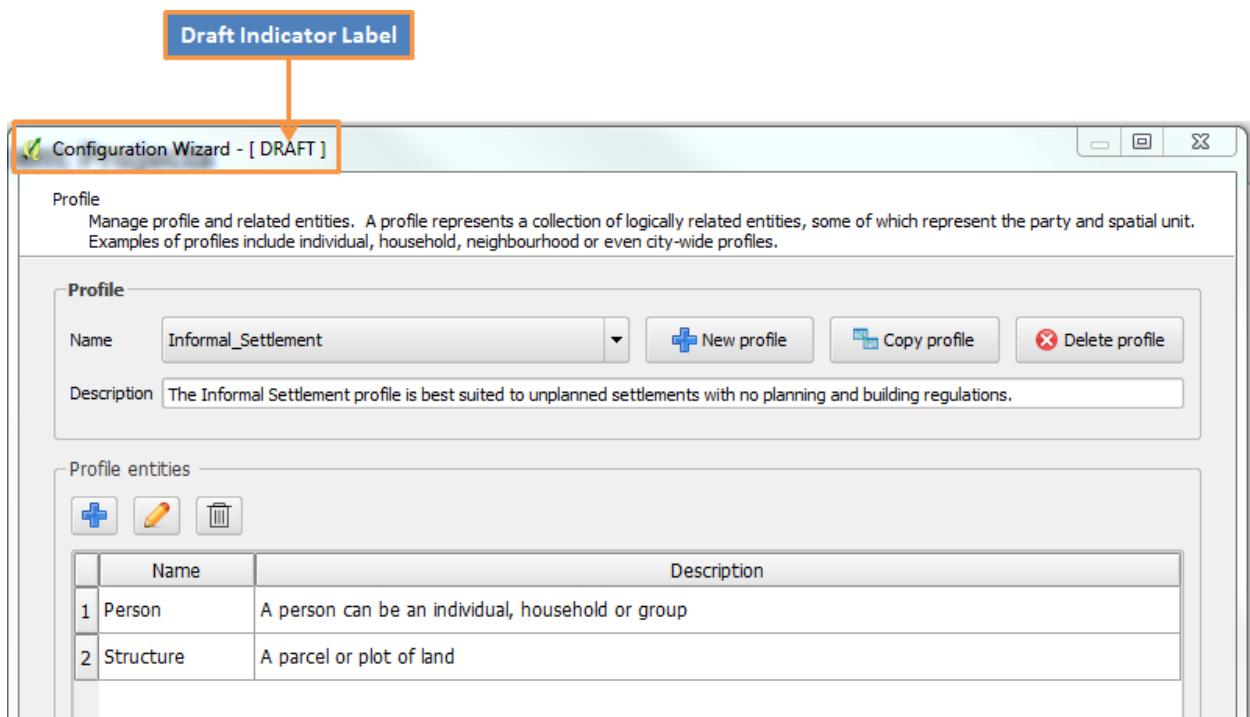 Draft Indicator Label
Configuration Wizard - [ DRAFT ]
Profile
Manage profile and related entities. A profile represents a collection of logically related entities, some of which represent the party and spatial unit.
Examples of profiles include individual, household, neighbourhood or even city-wide profiles.
Profile
Name Informal_Settlement New profile Copy profile Delete profile
Description The Informal Settlement profile is best suited to unplanned settlements with no planning and building regulations.
Profile entities
Name Description
1 Person A person can be an individual, household or group
2 Structure A parcel or plot of land